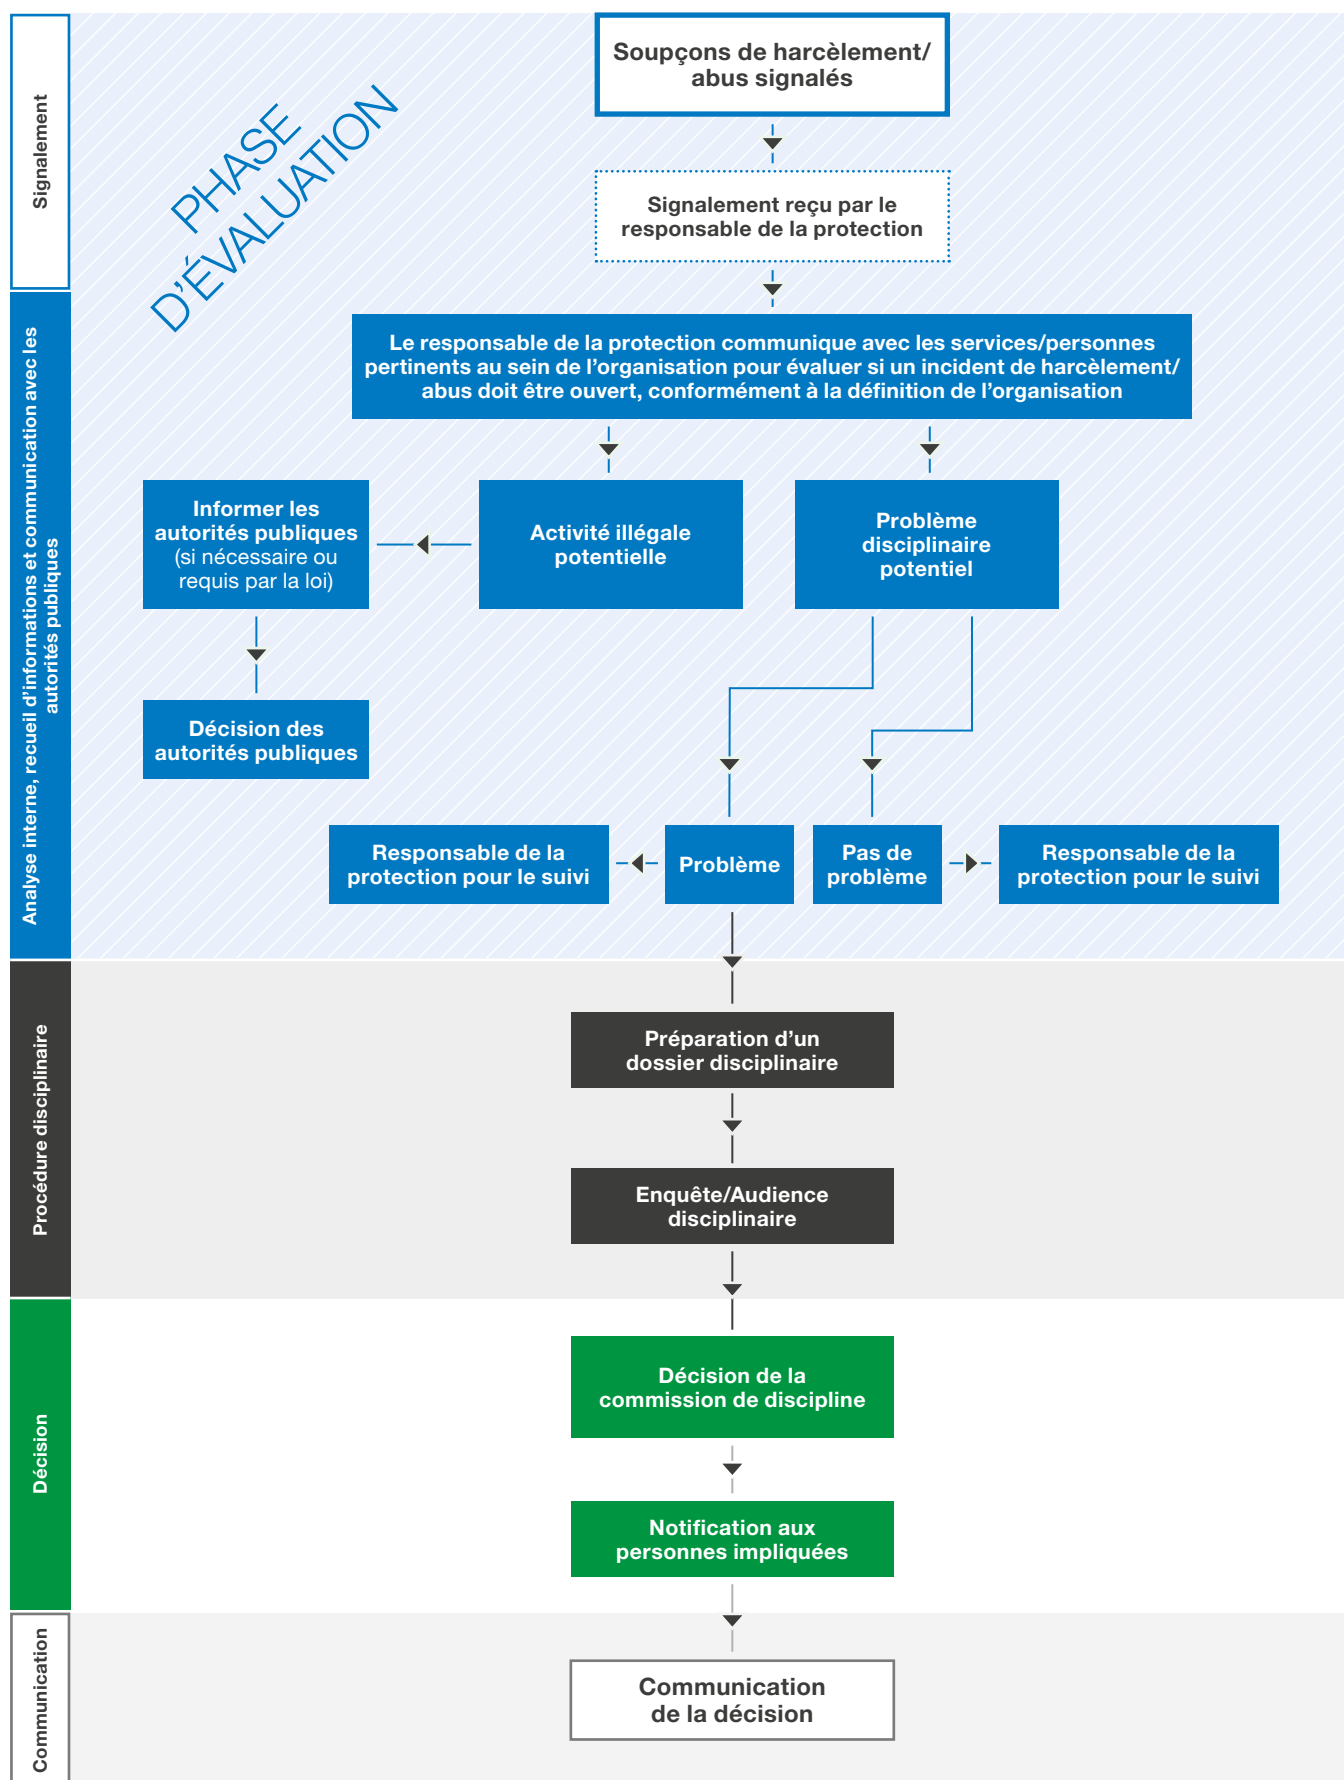 Signalement
PHASE
D’ÉVALUATION
Soupçons de harcèlement/
abus signalés
Signalement reçu par le
responsable de la protection
Analyse interne, recueil d’informations et communication avec les
autorités publiques
Le responsable de la protection communique avec les services/personnes
pertinents au sein de l’organisation pour évaluer si un incident de harcèlement/
abus doit être ouvert, conformément à la définition de l’organisation
Informer les
autorités publiques
(si nécessaire ou
requis par la loi)
Activité illégale
potentielle
Problème
disciplinaire
potentiel
Décision des
autorités publiques
Responsable de la
protection pour le suivi
Problème
Pas de
problème
Responsable de la
protection pour le suivi
Procédure disciplinaire
Préparation d’un
dossier disciplinaire
Enquête/Audience
disciplinaire
Décision
Décision de la
commission de discipline
Notification aux
personnes impliquées
Communication
Communication
de la décision